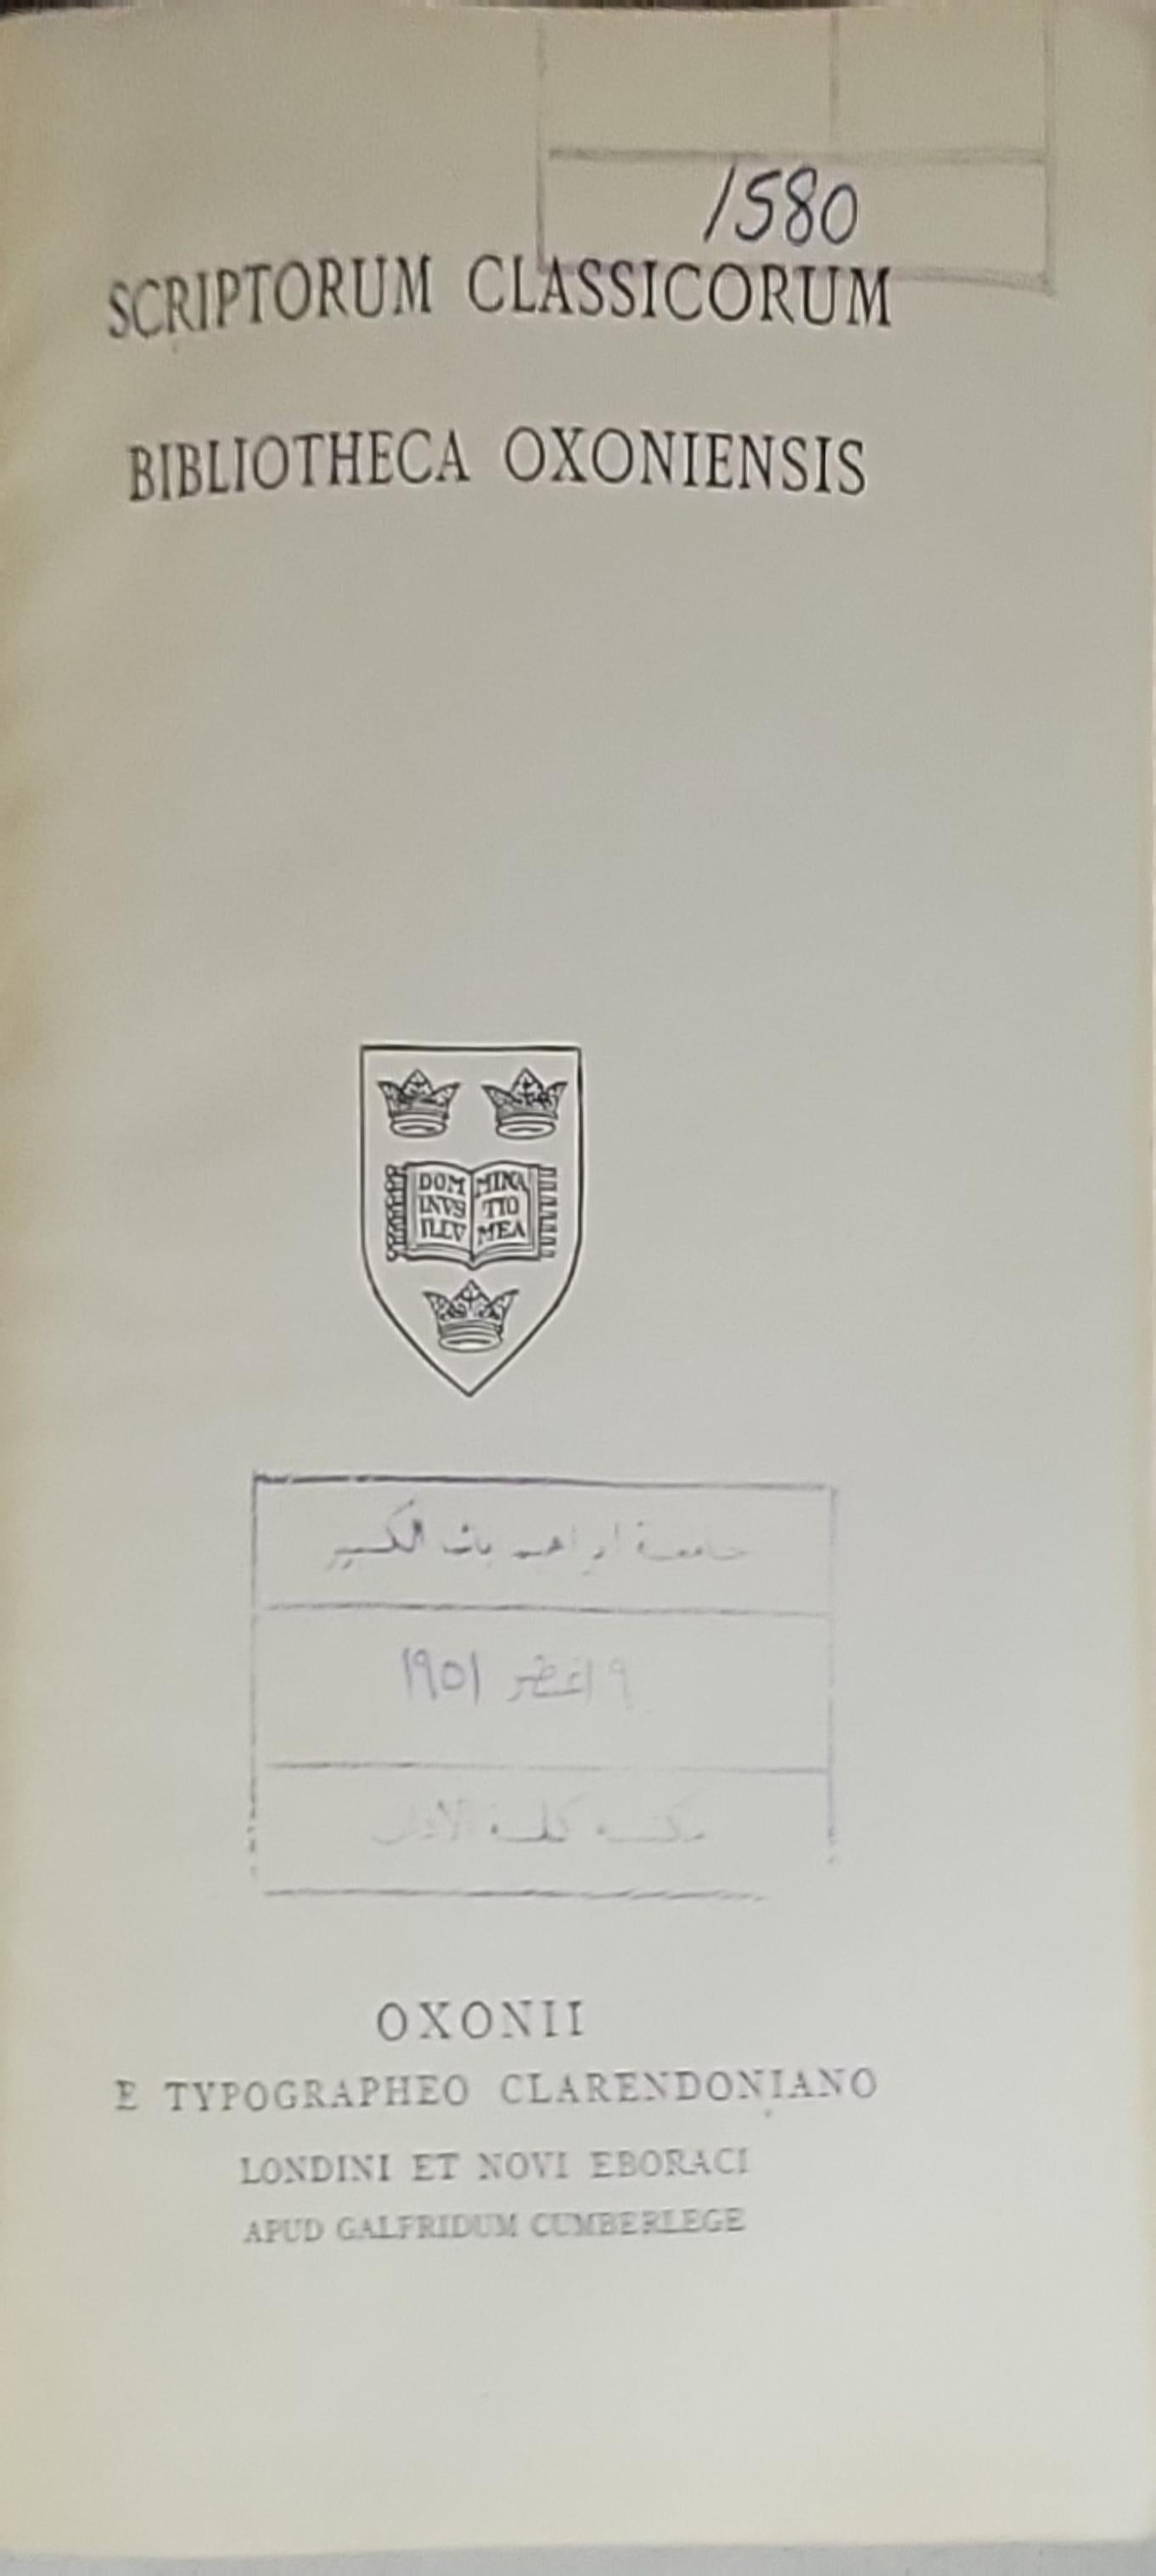 1580
SCRIPTORUM CLASSICORUM
BIBLIOTHECA OXONIENSIS
DOM MINA
INVS TIO
ILLV MEA
جامعة ابراهيم باشا الكبير
٩ اغسطس ١٩٥١
مكتبة كلية الآداب
OXONII
E TYPOGRAPHEO CLARENDONIANO
LONDINI ET NOVI EBORACI
APUD GALFRIDUM CUMBERLEGE